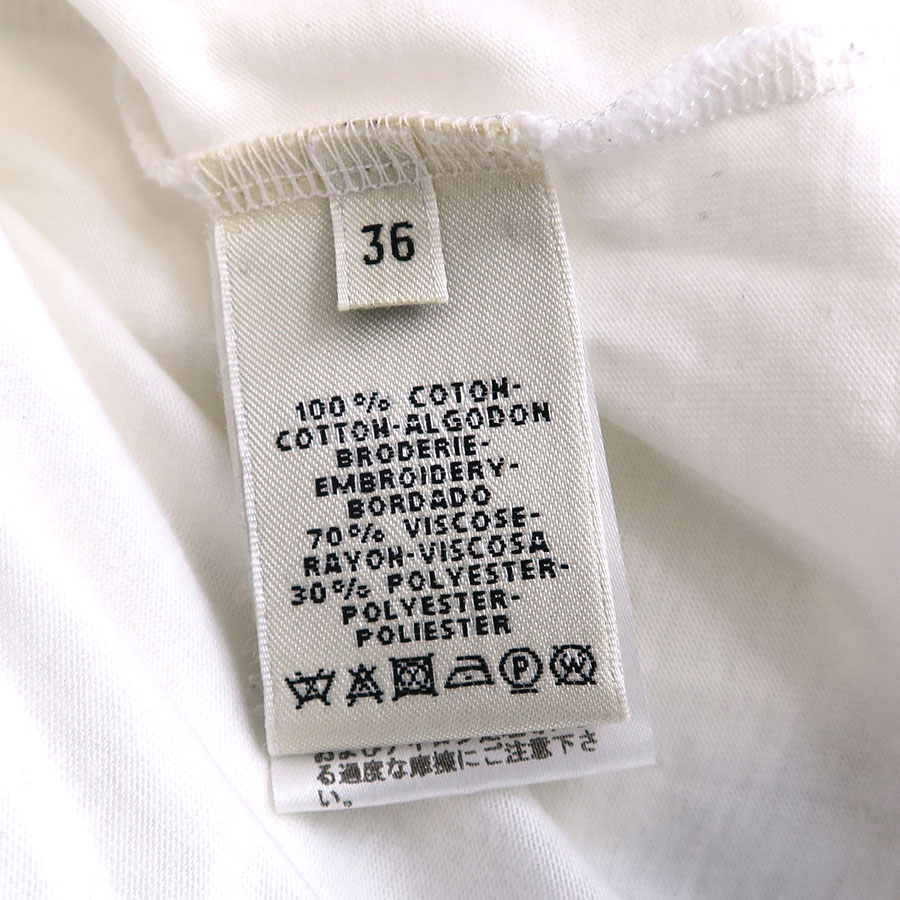 36
100% COTON-
COTTON-ALGODON
BRODERIE-
EMBROIDERY-
BORDADO
70% VISCOSE-
RAYON-VISCOSA
30% POLYESTER-
POLYESTER-
POLIESTER
P W
る過度な摩擦にご注意下さ
い。